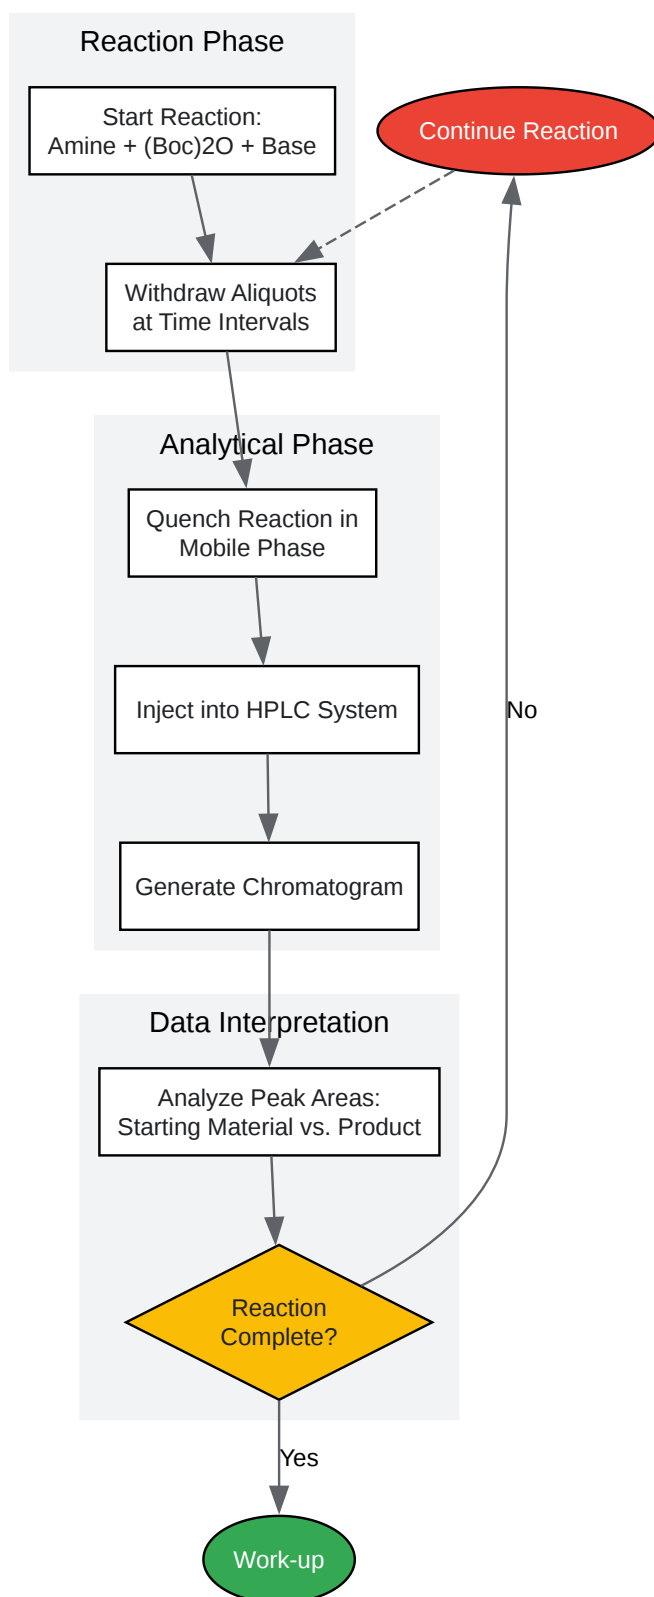 Reaction Phase
Start Reaction:
Amine + (Boc)2O + Base
Continue Reaction
Withdraw Aliquots
at Time Intervals
Analytical Phase
Quench Reaction in
Mobile Phase
Inject into HPLC System
No
Generate Chromatogram
Data Interpretation
Analyze Peak Areas:
Starting Material vs. Product
Reaction
Complete?
Yes
Work-up